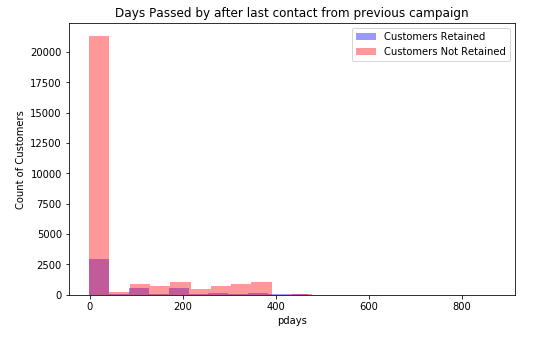 Days Passed by after last contact from previous campaign
Customers Retained
Customers Not Retained
Count of Customers
20000
17500
15000
12500
10000
7500
5000
2500
0
0 200 400 600 800
pdays